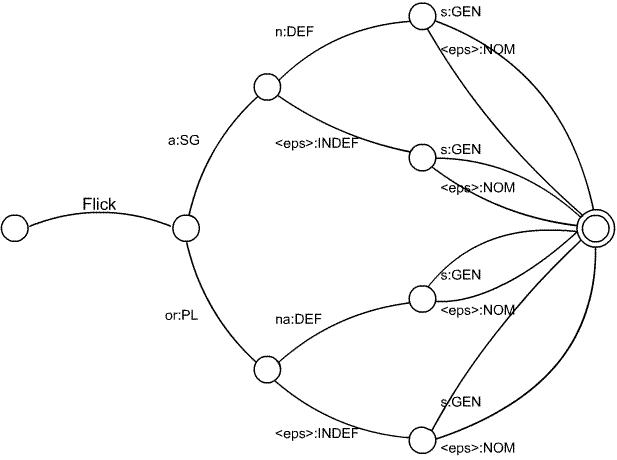 s:GEN
n:DEF
<eps>:NOM
a:SG
<eps>:INDEF
s:GEN
<eps>:NOM
Flick
s:GEN
<eps>:NOM
or:PL
na:DEF
s:GEN
<eps>:INDEF
<eps>:NOM